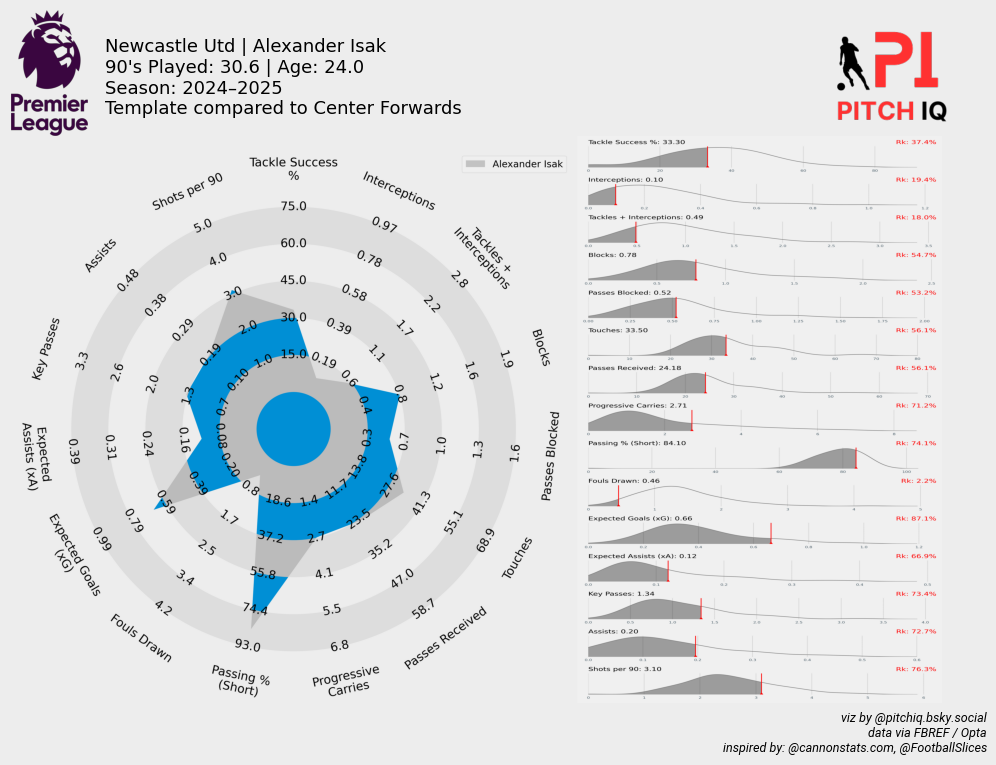 Newcastle Utd | Alexander Isak
90's Played: 30.6 | Age: 24.0
Season: 2024–2025
Template compared to Center Forwards
Premier
League
PI
PITCH IQ
Alexander Isak
Tackle Success
%
75.0
60.0
45.0
30.0
15.0
Interceptions
0.97
0.78
0.58
0.39
0.19
Tackles +
Interceptions
2.8
2.2
1.7
1.1
0.6
Blocks
1.9
1.6
1.2
0.8
0.4
Passes Blocked
1.6
1.3
1.0
0.7
0.3
Touches
68.9
55.1
41.3
27.6
13.8
Passes Received
58.7
47.0
35.2
23.5
11.7
Progressive
Carries
6.8
5.5
4.1
2.7
1.4
Passing %
(Short)
93.0
74.4
55.8
37.2
18.6
Fouls Drawn
4.2
3.4
2.5
1.7
0.8
Expected Goals
(xG)
0.99
0.79
0.59
0.39
0.20
Expected
Assists (xA)
0.39
0.31
0.24
0.16
0.08
Key Passes
3.3
2.6
2.0
1.3
0.7
Assists
0.48
0.38
0.29
0.19
0.10
Shots per 90
5.0
4.0
3.0
2.0
1.0
Tackle Success %: 33.30 Rk: 37.4%
Interceptions: 0.10 Rk: 19.4%
Tackles + Interceptions: 0.49 Rk: 18.0%
Blocks: 0.78 Rk: 54.7%
Passes Blocked: 0.52 Rk: 53.2%
Touches: 33.50 Rk: 56.1%
Passes Received: 24.18 Rk: 56.1%
Progressive Carries: 2.71 Rk: 71.2%
Passing % (Short): 84.10 Rk: 74.1%
Fouls Drawn: 0.46 Rk: 2.2%
Expected Goals (xG): 0.66 Rk: 87.1%
Expected Assists (xA): 0.12 Rk: 66.9%
Key Passes: 1.34 Rk: 73.4%
Assists: 0.20 Rk: 72.7%
Shots per 90: 3.10 Rk: 76.3%
viz by @pitchiq.bsky.social
data via FBREF / Opta
inspired by: @cannonstats.com, @FootballSlices